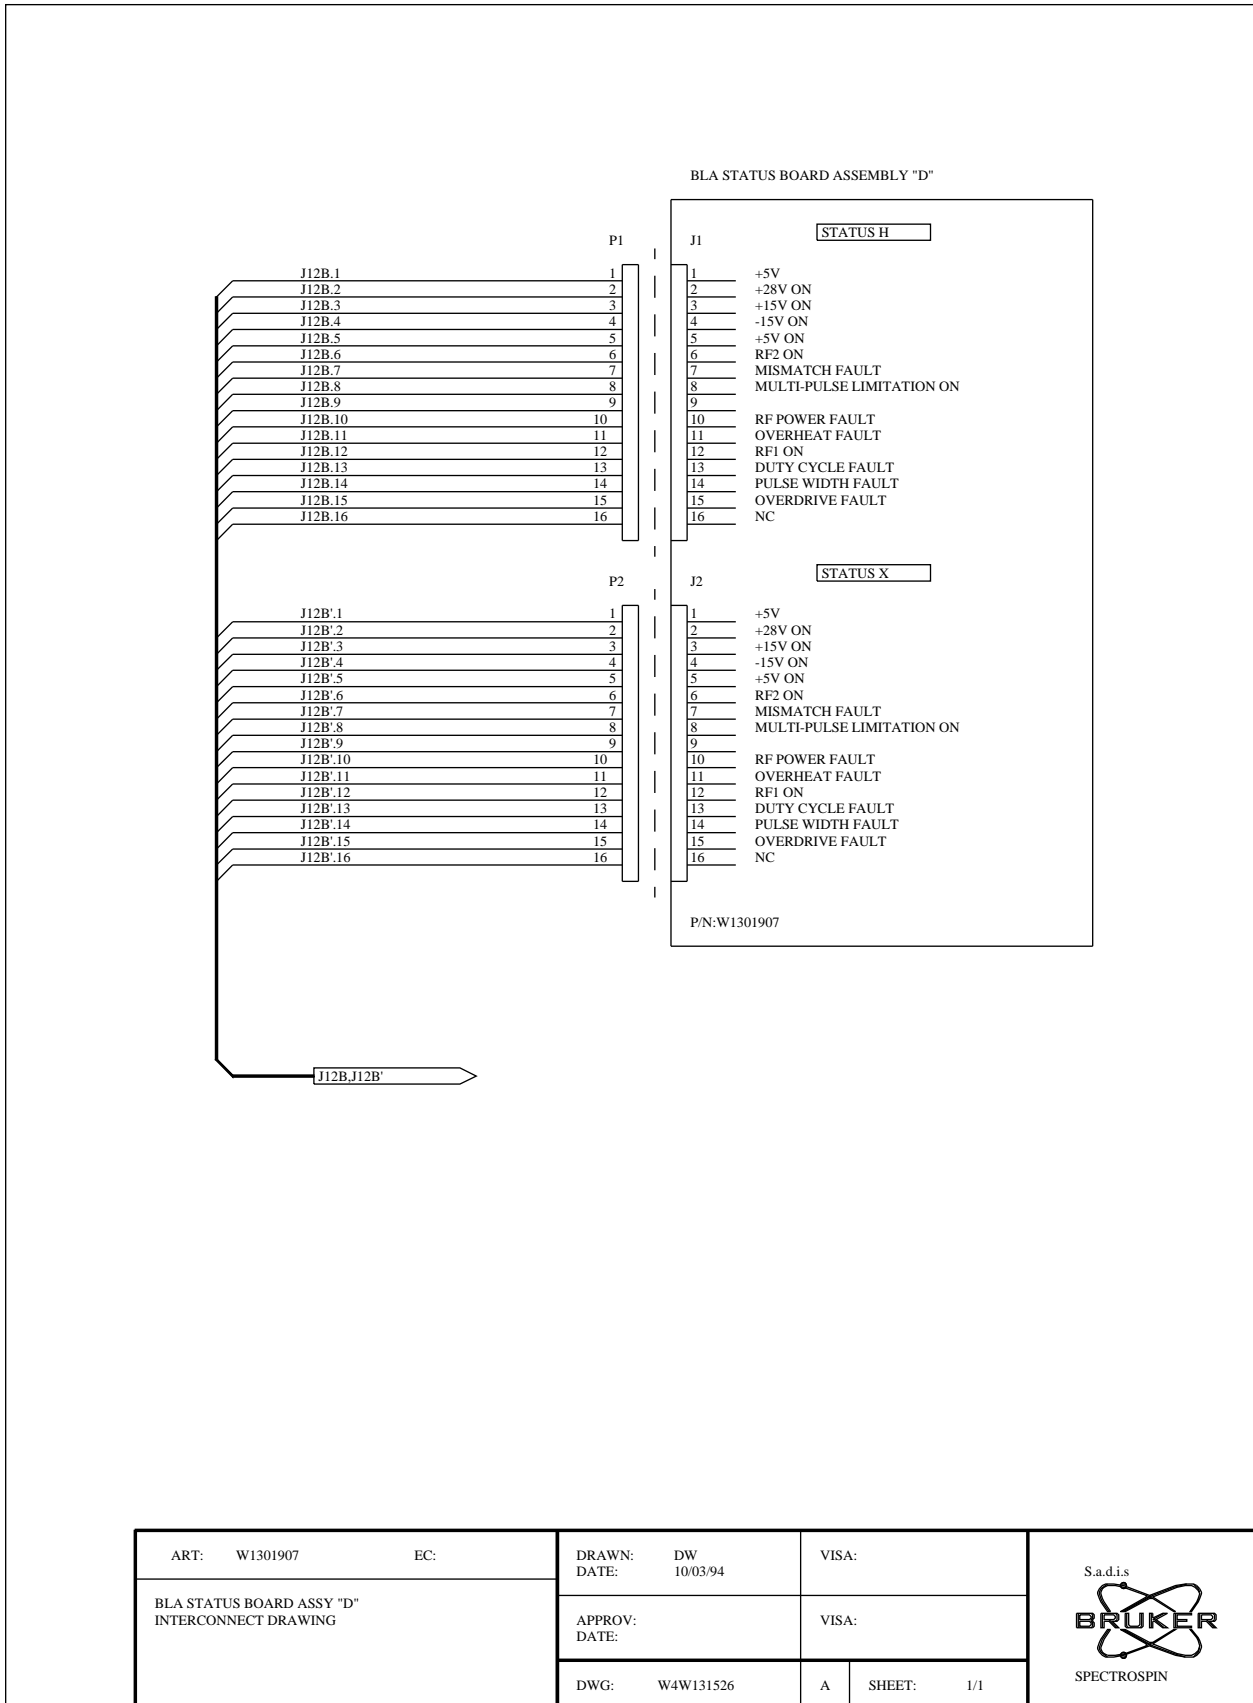 BLA STATUS BOARD ASSEMBLY "D"
STATUS H
P1 J1
J12B.1 1 1 +5V
J12B.2 2 2 +28V ON
J12B.3 3 3 +15V ON
J12B.4 4 4 -15V ON
J12B.5 5 5 +5V ON
J12B.6 6 6 RF2 ON
J12B.7 7 7 MISMATCH FAULT
J12B.8 8 8 MULTI-PULSE LIMITATION ON
J12B.9 9 9
J12B.10 10 10 RF POWER FAULT
J12B.11 11 11 OVERHEAT FAULT
J12B.12 12 12 RF1 ON
J12B.13 13 13 DUTY CYCLE FAULT
J12B.14 14 14 PULSE WIDTH FAULT
J12B.15 15 15 OVERDRIVE FAULT
J12B.16 16 16 NC
STATUS X
P2 J2
J12B'.1 1 1 +5V
J12B'.2 2 2 +28V ON
J12B'.3 3 3 +15V ON
J12B'.4 4 4 -15V ON
J12B'.5 5 5 +5V ON
J12B'.6 6 6 RF2 ON
J12B'.7 7 7 MISMATCH FAULT
J12B'.8 8 8 MULTI-PULSE LIMITATION ON
J12B'.9 9 9
J12B'.10 10 10 RF POWER FAULT
J12B'.11 11 11 OVERHEAT FAULT
J12B'.12 12 12 RF1 ON
J12B'.13 13 13 DUTY CYCLE FAULT
J12B'.14 14 14 PULSE WIDTH FAULT
J12B'.15 15 15 OVERDRIVE FAULT
J12B'.16 16 16 NC
P/N:W1301907
J12B,J12B'
ART: W1301907 EC:
BLA STATUS BOARD ASSY "D"
INTERCONNECT DRAWING
DRAWN: DW
DATE: 10/03/94
VISA:
APPROV:
DATE:
VISA:
DWG: W4W131526 A SHEET: 1/1
S.a.d.i.s
BRUKER
SPECTROSPIN